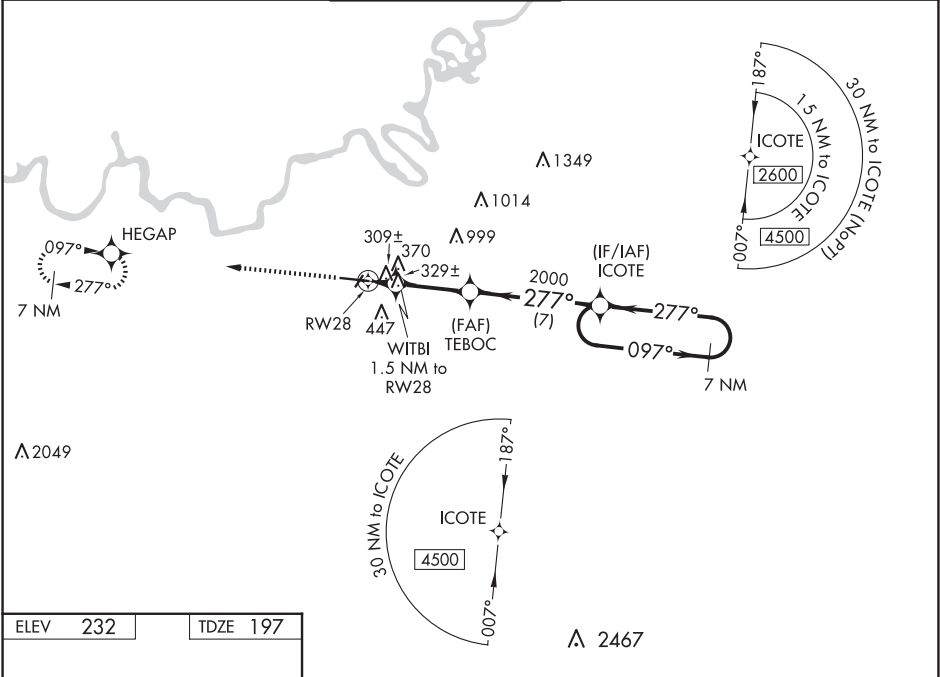 187°
30 NM to ICOTE (NoPT)
15 NM to ICOTE
ICOTE
2600
4500
007°
1349
1014
999
HEGAP
097°
277°
7 NM
309±
370
329±
(IF/IAF)
ICOTE
2000
277°
(7)
277°
097°
7 NM
RW28
447
(FAF)
TEBOC
WITBI
1.5 NM to
RW28
2049
30 NM to ICOTE
187°
ICOTE
4500
007°
ELEV 232
TDZE 197
2467